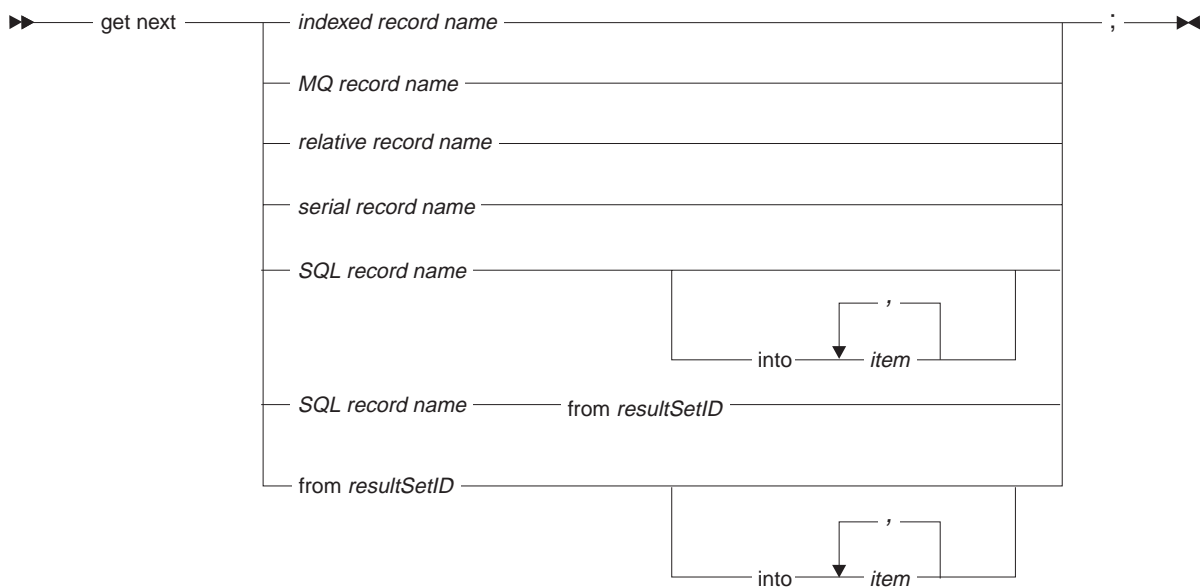 get next indexed record name ;
MQ record name
relative record name
serial record name
SQL record name
,
into item
SQL record name from resultSetID
from resultSetID
,
into item